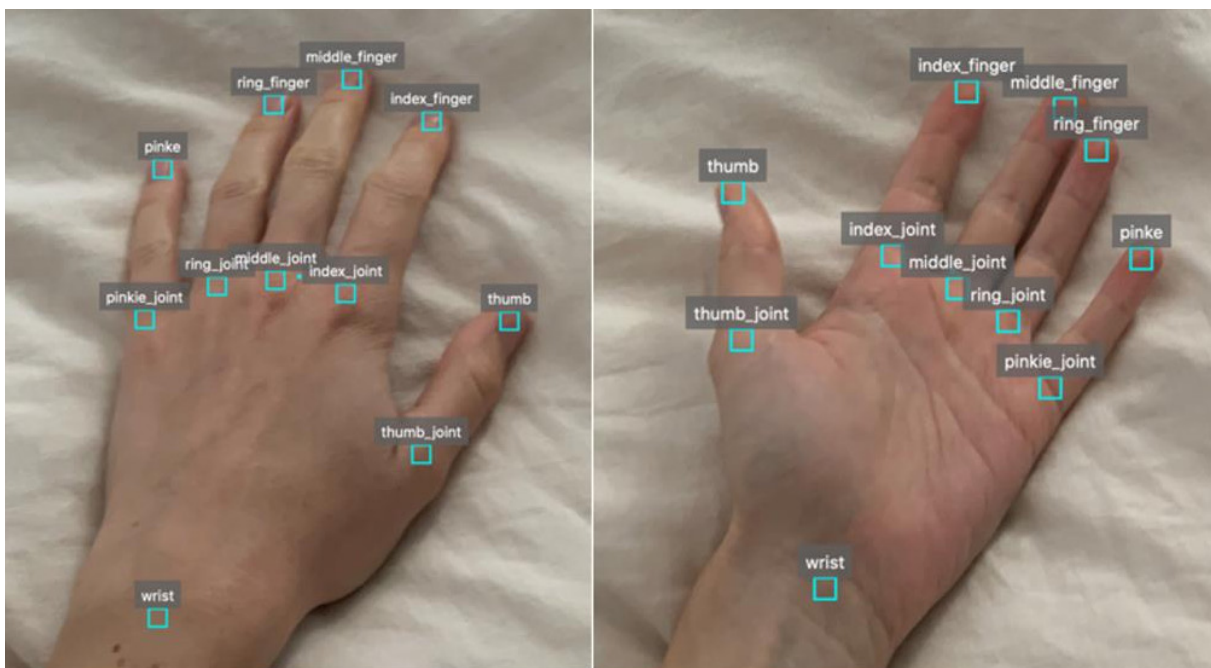 middle_finger
ring_finger
index_finger
pinke
ring_joint
middle_joint
index_joint
pinkie_joint
thumb
thumb_joint
wrist
index_finger
middle_finger
ring_finger
thumb
index_joint
pinke
middle_joint
ring_joint
thumb_joint
pinkie_joint
wrist